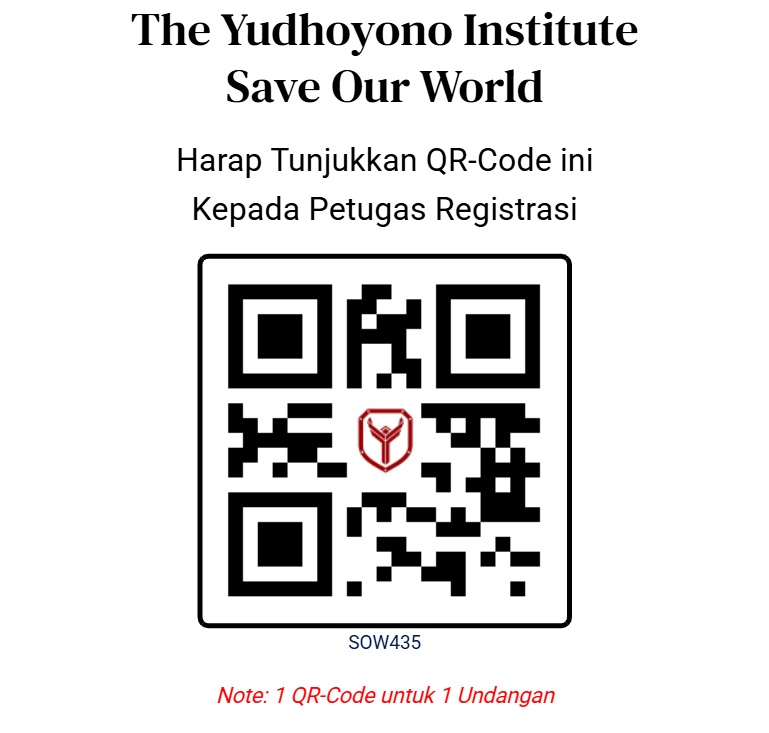 The Yudhoyono Institute
Save Our World
Harap Tunjukkan QR-Code ini
Kepada Petugas Registrasi
SOW435
Note: 1 QR-Code untuk 1 Undangan